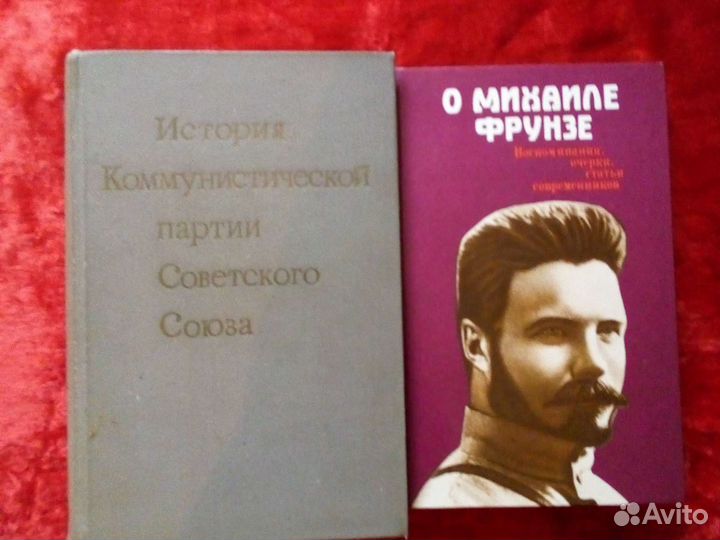 История
Коммунистической
партии
Советского
Союза
О МИХАИЛЕ
ФРУНЗЕ
Воспоминания,
очерки,
статьи
современников
Avito